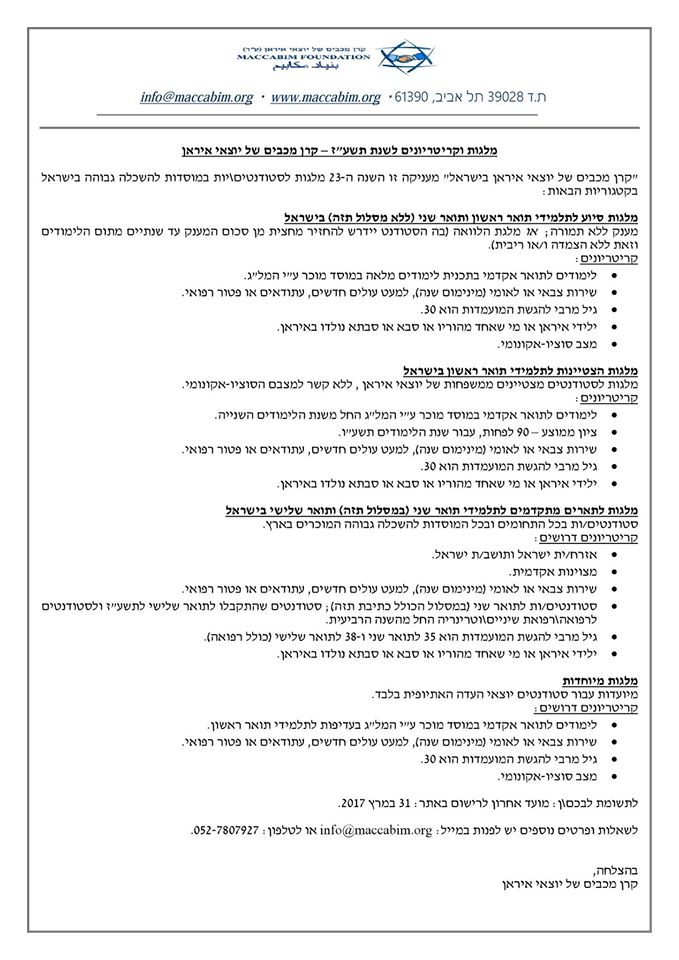 קרן מכבים של יוצאי איראן (ע"ר)
MACCABIM FOUNDATION
بنیاد مکابیم
ת.ד 39028 תל אביב, 61390 · www.maccabim.org · info@maccabim.org
מלגות וקריטריונים לשנת תשע"ז – קרן מכבים של יוצאי איראן
"קרן מכבים של יוצאי איראן בישראל" מעניקה זו השנה ה-23 מלגות לסטודנטים\יות במוסדות להשכלה גבוהה בישראל
בקטגוריות הבאות:
מלגות סיוע לתלמידי תואר ראשון ותואר שני (ללא מסלול תזה) בישראל
מענק ללא תמורה; או מלגת הלוואה (בה הסטודנט יידרש להחזיר מחצית מן סכום המענק עד שנתיים מתום הלימודים
וזאת ללא הצמדה ו/או ריבית).
קריטריונים:
• לימודים לתואר אקדמי בתכנית לימודים מלאה במוסד מוכר ע"י המל"ג.
• שירות צבאי או לאומי (מינימום שנה), למעט עולים חדשים, עתודאים או פטור רפואי.
• גיל מרבי להגשת המועמדות הוא 30.
• ילידי איראן או מי שאחד מהוריו או סבא או סבתא נולדו באיראן.
• מצב סוציו-אקונומי.
מלגות הצטיינות לתלמידי תואר ראשון בישראל
מלגות לסטודנטים מצטיינים ממשפחות של יוצאי איראן , ללא קשר למצבם הסוציו-אקונומי.
קריטריונים:
• לימודים לתואר אקדמי במוסד מוכר ע"י המל"ג החל משנת הלימודים השנייה.
• ציון ממוצע – 90 לפחות, עבור שנת הלימודים תשע"ו.
• שירות צבאי או לאומי (מינימום שנה), למעט עולים חדשים, עתודאים או פטור רפואי.
• גיל מרבי להגשת המועמדות הוא 30.
• ילידי איראן או מי שאחד מהוריו או סבא או סבתא נולדו באיראן.
מלגות לתארים מתקדמים לתלמידי תואר שני (במסלול תזה) ותואר שלישי בישראל
סטודנטים/ות בכל התחומים ובכל המוסדות להשכלה גבוהה המוכרים בארץ.
קריטריונים דרושים:
• אזרח/ית ישראל ותושב/ת ישראל.
• מצוינות אקדמית.
• שירות צבאי או לאומי (מינימום שנה), למעט עולים חדשים, עתודאים או פטור רפואי.
• סטודנטים/ות לתואר שני (במסלול הכולל כתיבת תזה); סטודנטים שהתקבלו לתואר שלישי לתשע"ז ולסטודנטים
לרפואה\רפואת שיניים\וטרינריה החל מהשנה הרביעית.
• גיל מרבי להגשת המועמדות הוא 35 לתואר שני ו-38 לתואר שלישי (כולל רפואה).
• ילידי איראן או מי שאחד מהוריו או סבא או סבתא נולדו באיראן.
מלגות מיוחדות
מיועדות עבור סטודנטים יוצאי העדה האתיופית בלבד.
קריטריונים דרושים:
• לימודים לתואר אקדמי במוסד מוכר ע"י המל"ג בעדיפות לתלמידי תואר ראשון.
• שירות צבאי או לאומי (מינימום שנה), למעט עולים חדשים, עתודאים או פטור רפואי.
• גיל מרבי להגשת המועמדות הוא 30.
• מצב סוציו-אקונומי.
לתשומת לבכם\ן: מועד אחרון לרישום באתר: 31 במרץ 2017.
לשאלות ופרטים נוספים יש לפנות במייל: info@maccabim.org או לטלפון: 052-7807927.
בהצלחה,
קרן מכבים של יוצאי איראן